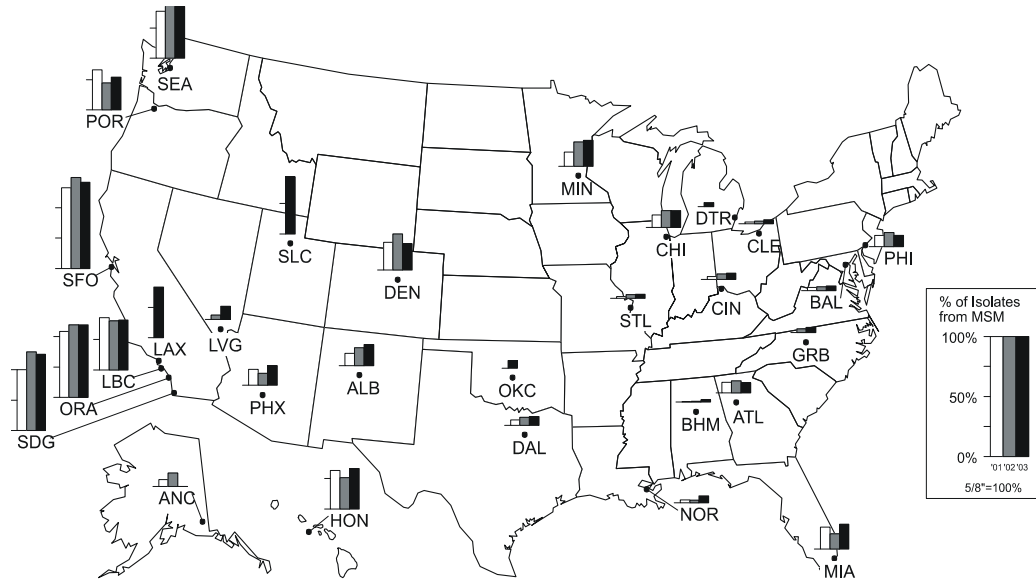 SEA
POR
MIN
DTR
CHI
CLE
PHI
SLC
SFO
DEN
CIN
BAL
STL
LAX
LVG
% of Isolates
from MSM
100%
50%
0%
'01 '02 '03
5/8"=100%
GRB
LBC
ORA
SDG
PHX
ALB
OKC
DAL
BHM
ATL
ANC
HON
NOR
MIA